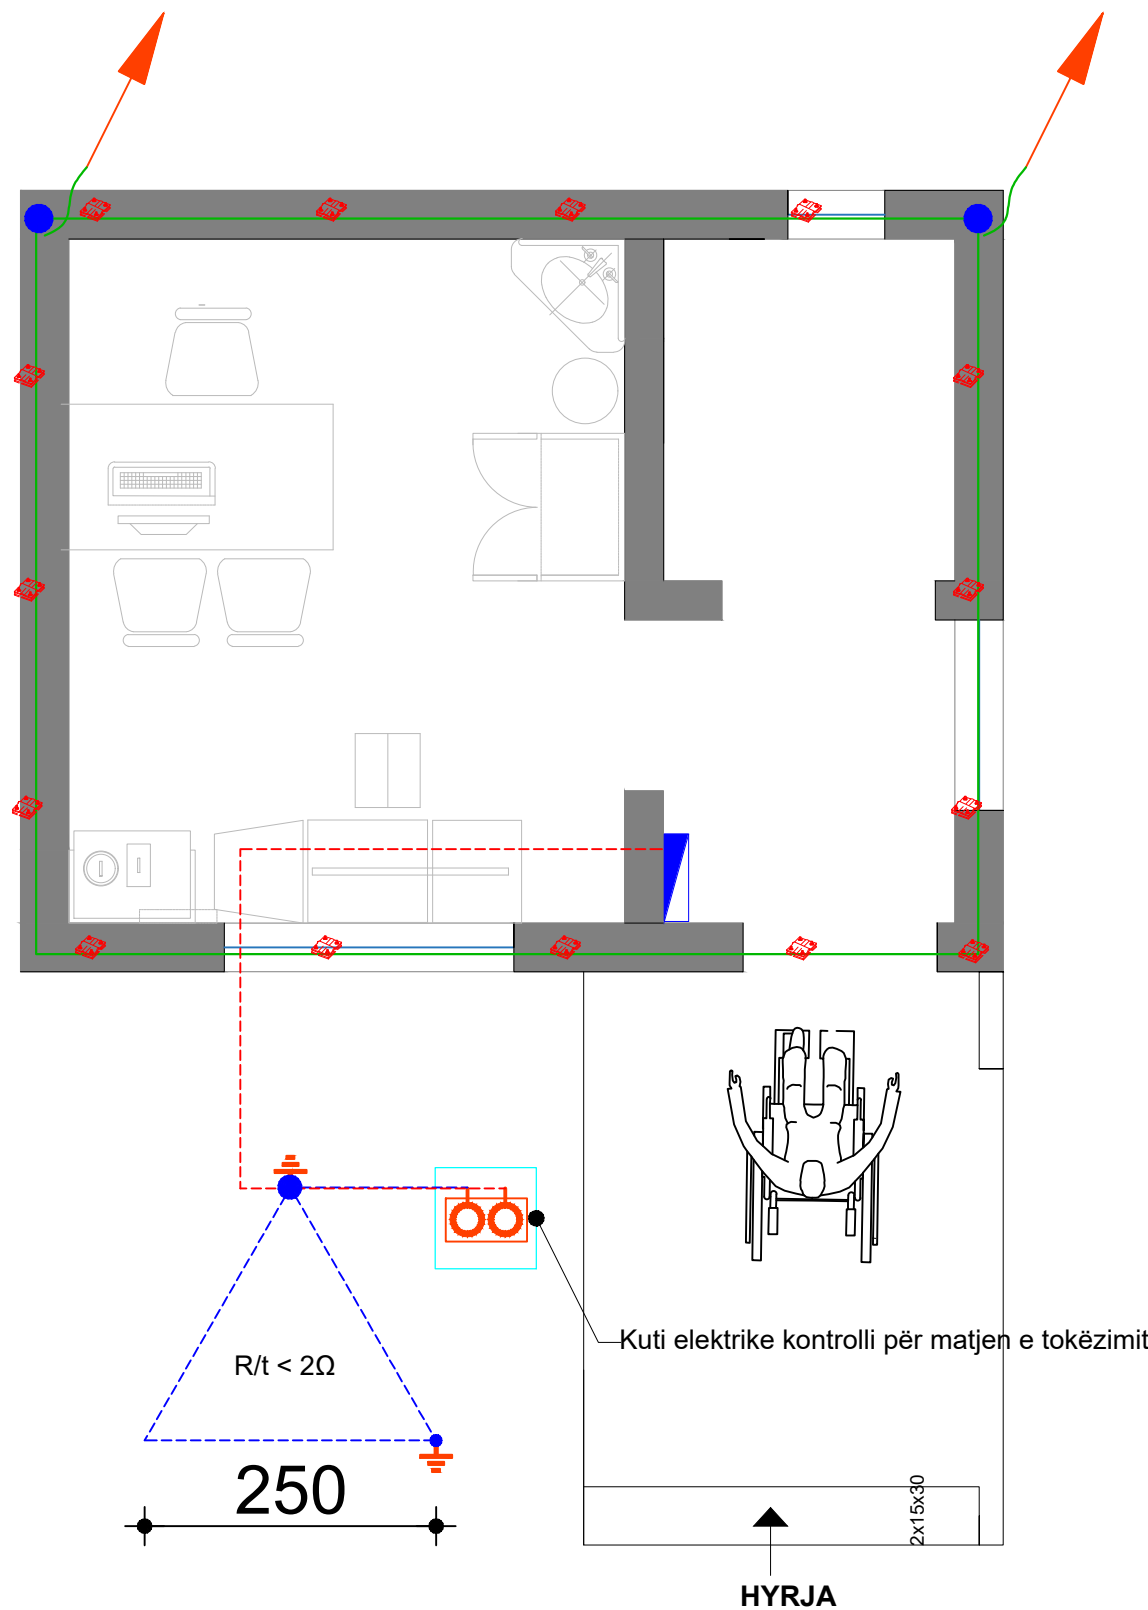 Kuti elektrike kontrolli për matjen e tokëzimit
R/t < 2Ω
250
2x15x30
HYRJA